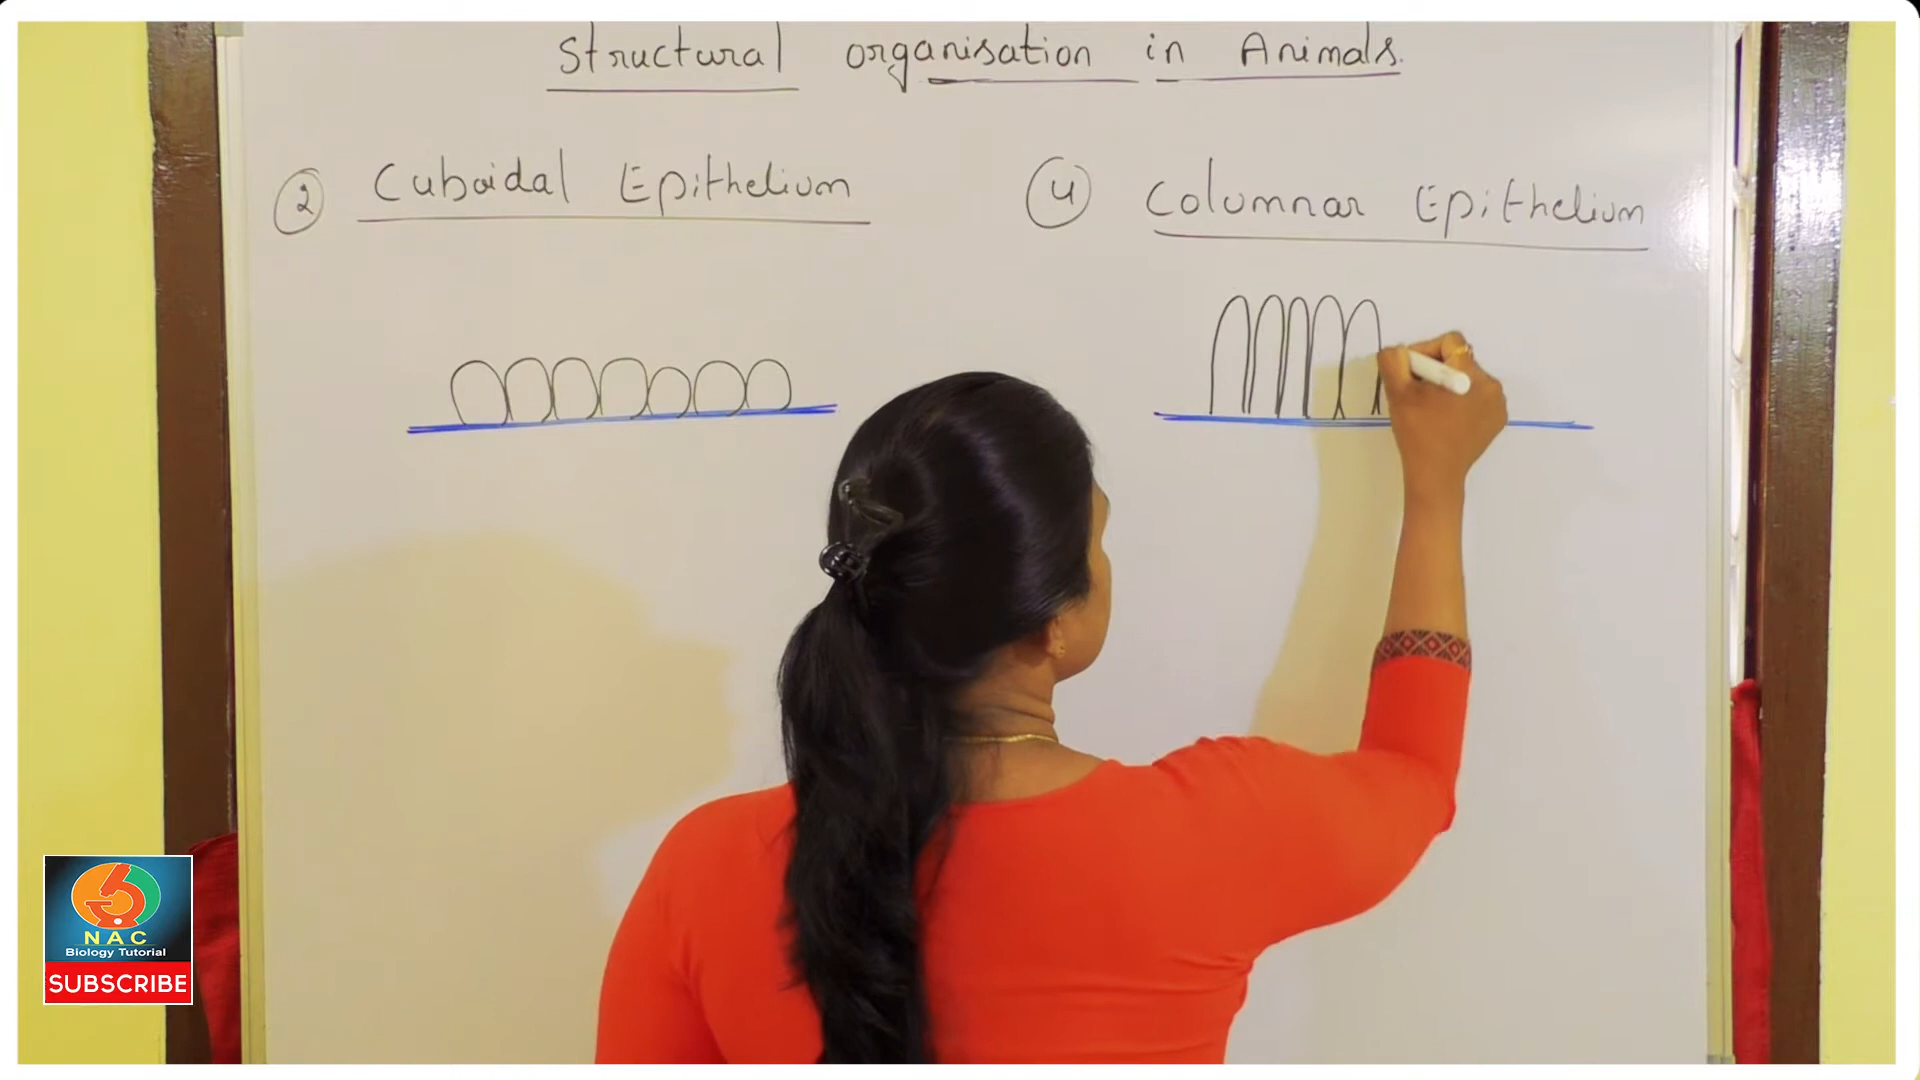 Structural organisation in Animals.
2 Cuboidal Epithelium
4 Columnar Epithelium
NAC
Biology Tutorial
SUBSCRIBE